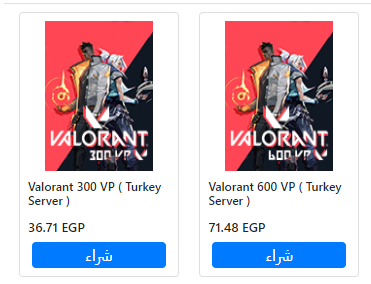 VALORANT
300 VP
Valorant 300 VP ( Turkey
Server )
36.71 EGP
شراء
VALORANT
600 VP
Valorant 600 VP ( Turkey
Server )
71.48 EGP
شراء